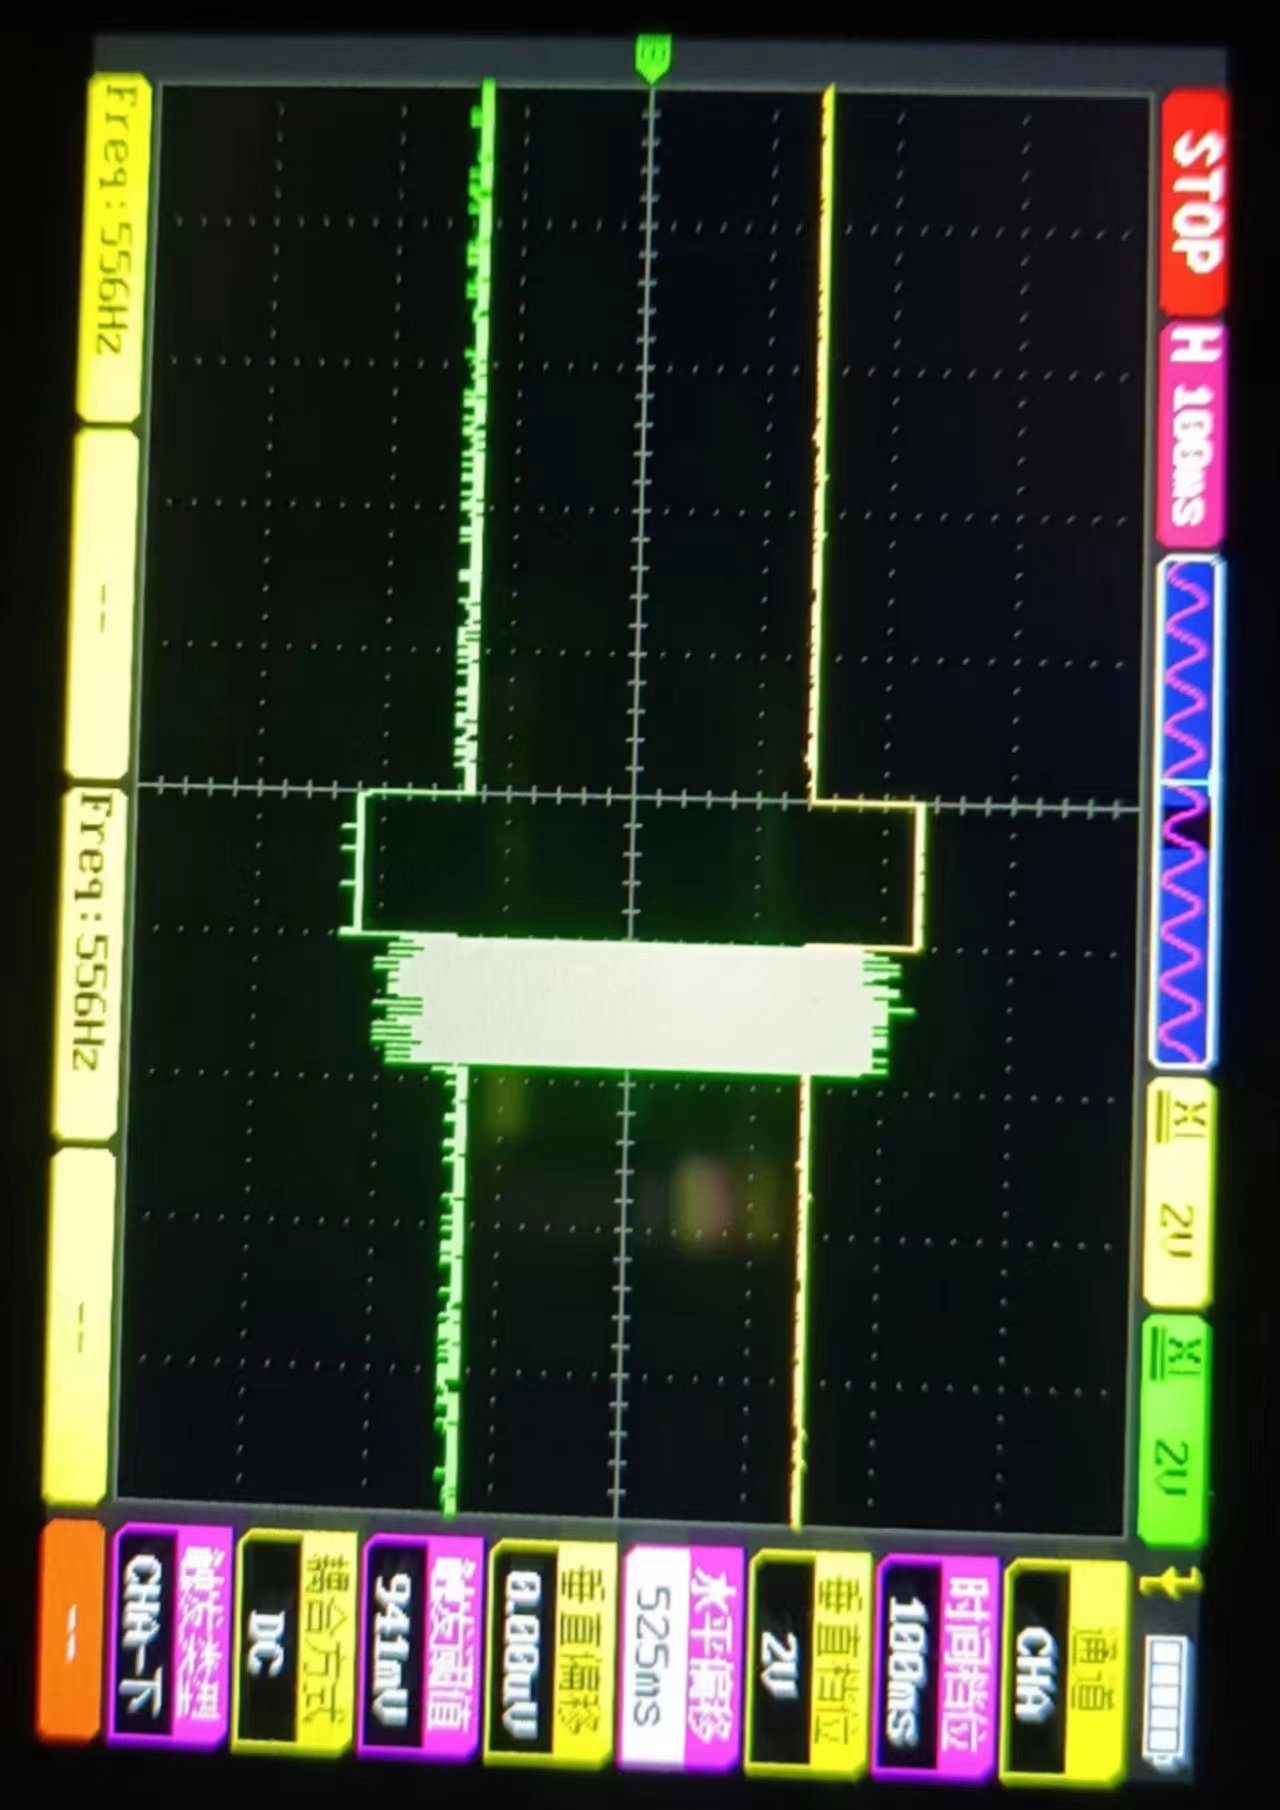 STOP
H 100ms
X1 2V
X1 2V
通道
CHA
时间档位
100ms
垂直档位
2V
水平偏移
525ms
垂直偏移
0.00uV
触发阈值
941mV
耦合方式
DC
触发类型
CHA-下
B
Freq:556Hz
--
Freq:556Hz
--
--